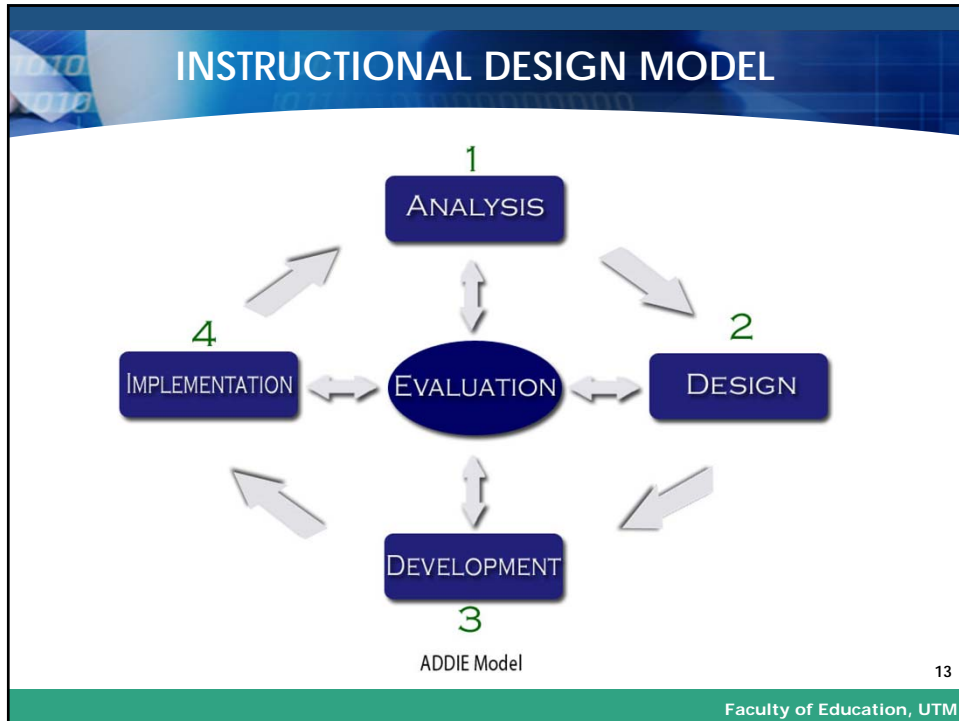 INSTRUCTIONAL DESIGN MODEL
1
ANALYSIS
2
DESIGN
4
IMPLEMENTATION
EVALUATION
DEVELOPMENT
3
ADDIE Model
13
Faculty of Education, UTM